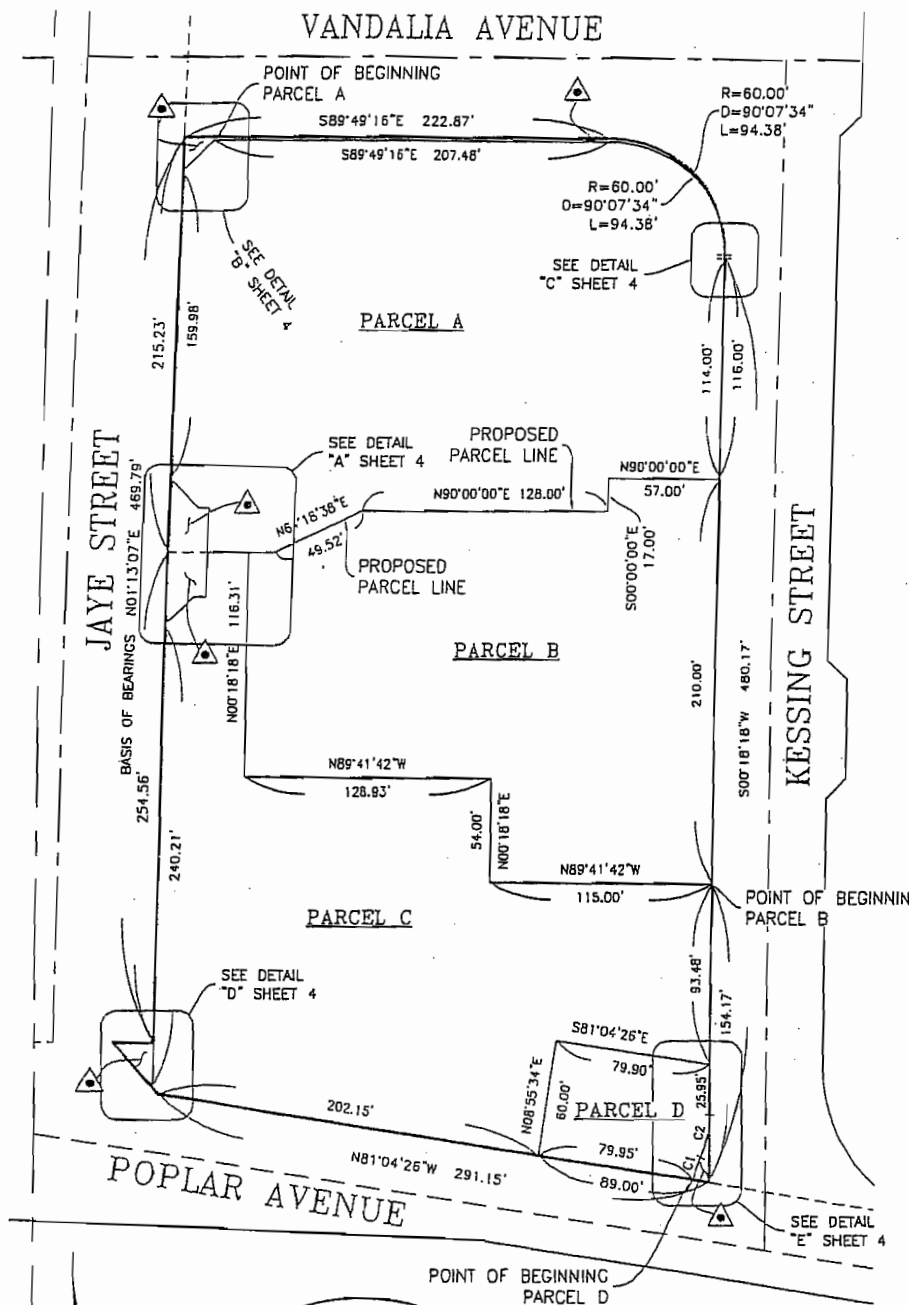 VANDALIA AVENUE
POINT OF BEGINNING
PARCEL A
S89°49'16"E 222.87'
S89°49'16"E 207.48'
R=60.00'
D=90°07'34"
L=94.38'
R=60.00'
D=90°07'34"
L=94.38'
SEE DETAIL
"B" SHEET 4
SEE DETAIL
"C" SHEET 4
PARCEL A
215.23'
159.98'
114.00'
116.00'
JAYE STREET
SEE DETAIL
"A" SHEET 4
PROPOSED
PARCEL LINE
N90°00'00"E
57.00'
N90°00'00"E 128.00'
S00°00'00"E
17.00'
49.52'
PROPOSED
PARCEL LINE
BASIS OF BEARINGS N01°13'07"E 469.79'
N00°18'18"E 116.31'
PARCEL B
KESSING STREET
210.00'
S00°18'18"W 480.17'
N89°41'42"W
128.93'
54.00'
N00°18'18"E
254.56'
240.21'
N89°41'42"W
115.00'
POINT OF BEGINNIN
PARCEL B
PARCEL C
93.48'
154.17'
SEE DETAIL
"D" SHEET 4
S81°04'26"E
79.90'
N08°55'34"E
60.00'
PARCEL D
25.95'
C2
C1
202.15'
79.95'
89.00'
N81°04'26"W 291.15'
POPLAR AVENUE
SEE DETAIL
"E" SHEET 4
POINT OF BEGINNING
PARCEL D